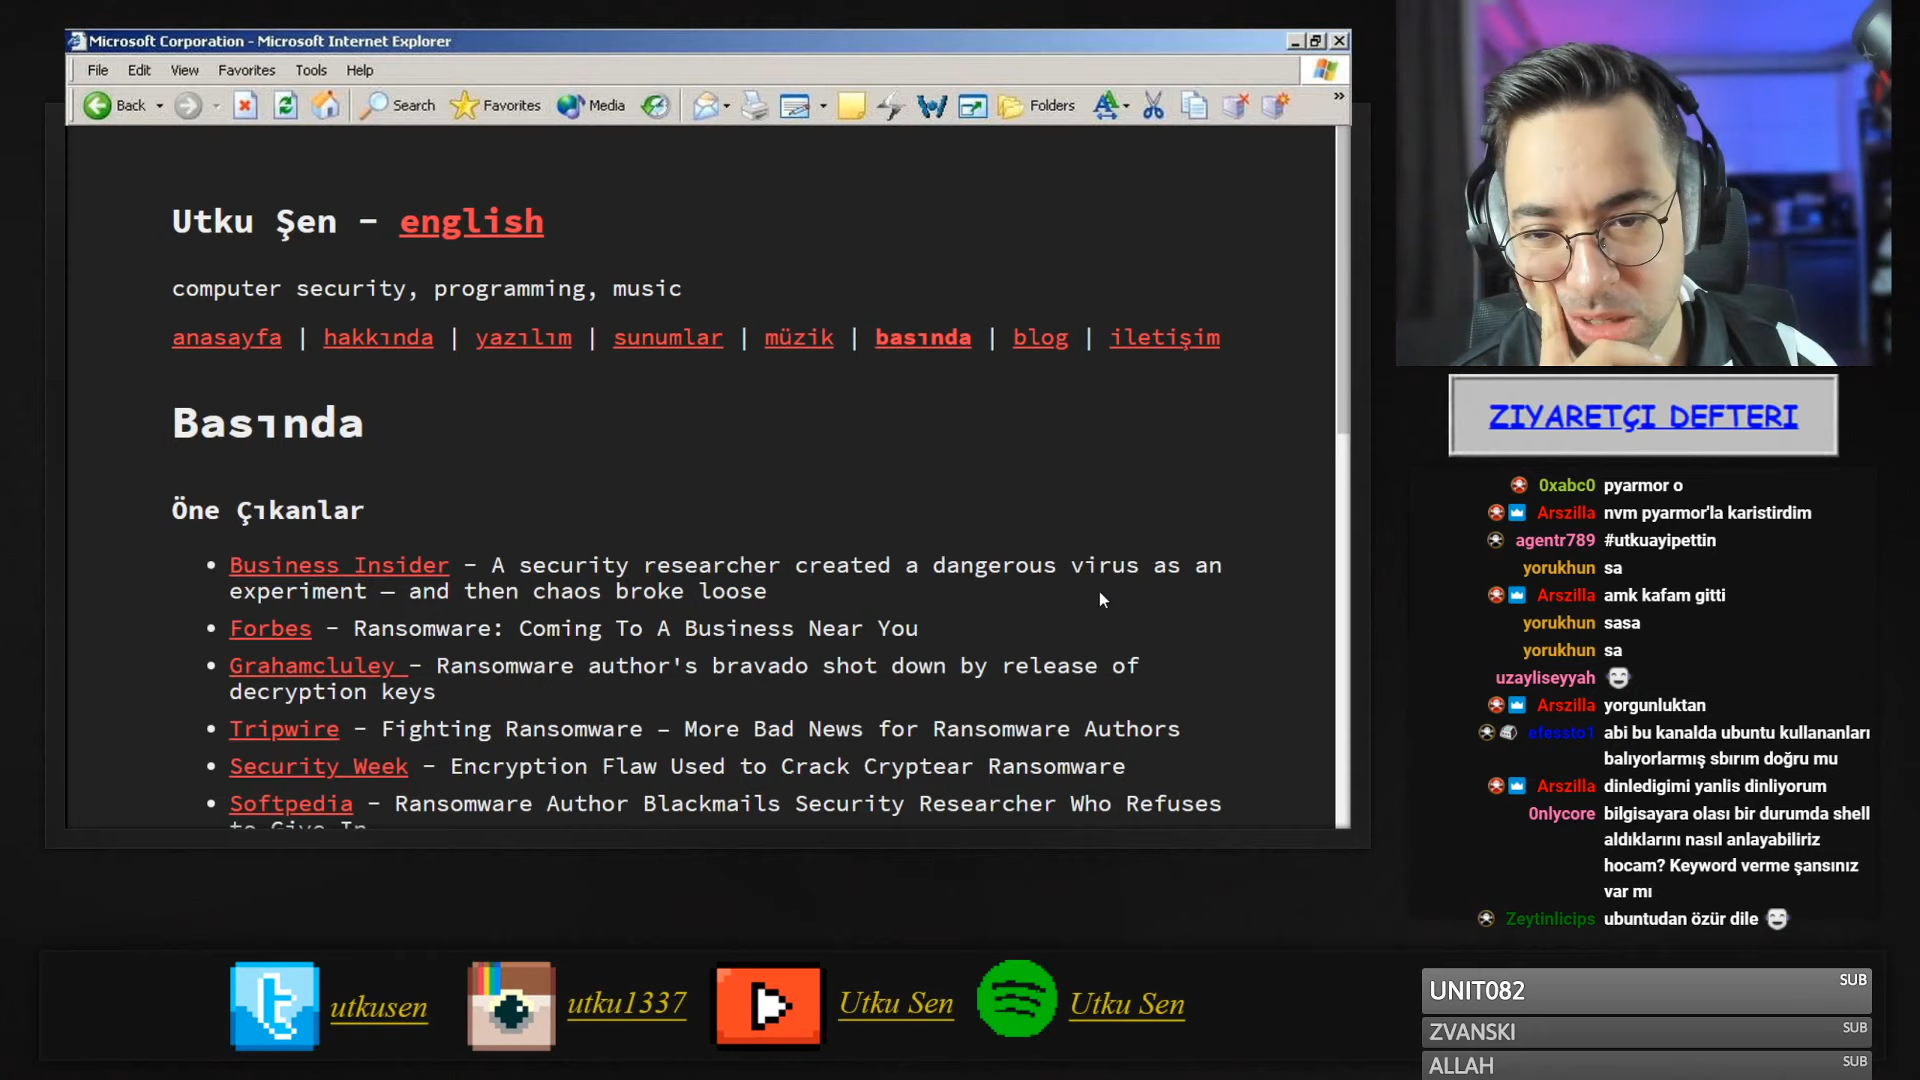 Microsoft Corporation - Microsoft Internet Explorer
File Edit View Favorites Tools Help
Back Search Favorites Media Folders »
Utku Şen - english
computer security, programming, music
anasayfa | hakkında | yazılım | sunumlar | müzik | basında | blog | iletişim
Basında
Öne Çıkanlar
• Business Insider - A security researcher created a dangerous virus as an
experiment — and then chaos broke loose
• Forbes - Ransomware: Coming To A Business Near You
• Grahamcluley - Ransomware author's bravado shot down by release of
decryption keys
• Tripwire - Fighting Ransomware – More Bad News for Ransomware Authors
• Security Week - Encryption Flaw Used to Crack Cryptear Ransomware
• Softpedia - Ransomware Author Blackmails Security Researcher Who Refuses
to Give In
ZIYARETÇI DEFTERI
0xabc0 pyarmor o
Arszilla nvm pyarmor'la karistirdim
agentr789 #utkuayipettin
yorukhun sa
Arszilla amk kafam gitti
yorukhun sasa
yorukhun sa
uzayliseyyah
Arszilla yorgunluktan
efessto1 abi bu kanalda ubuntu kullananları
balıyorlarmış sbırım doğru mu
Arszilla dinledigimi yanlis dinliyorum
0nlycore bilgisayara olası bir durumda shell
aldıklarını nasıl anlayabiliriz
hocam? Keyword verme şansınız
var mı
Zeytinlicips ubuntudan özür dile
utkusen
utku1337
Utku Sen
Utku Sen
UNIT082 SUB
ZVANSKI SUB
ALLAH SUB